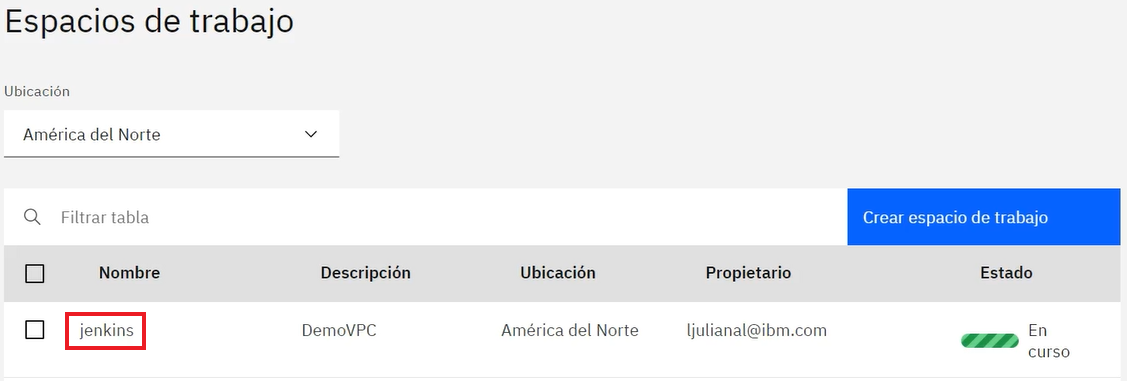 Espacios de trabajo
Ubicación
América del Norte
Filtrar tabla
Crear espacio de trabajo
Nombre Descripción Ubicación Propietario Estado
jenkins DemoVPC América del Norte ljulianal@ibm.com En
curso